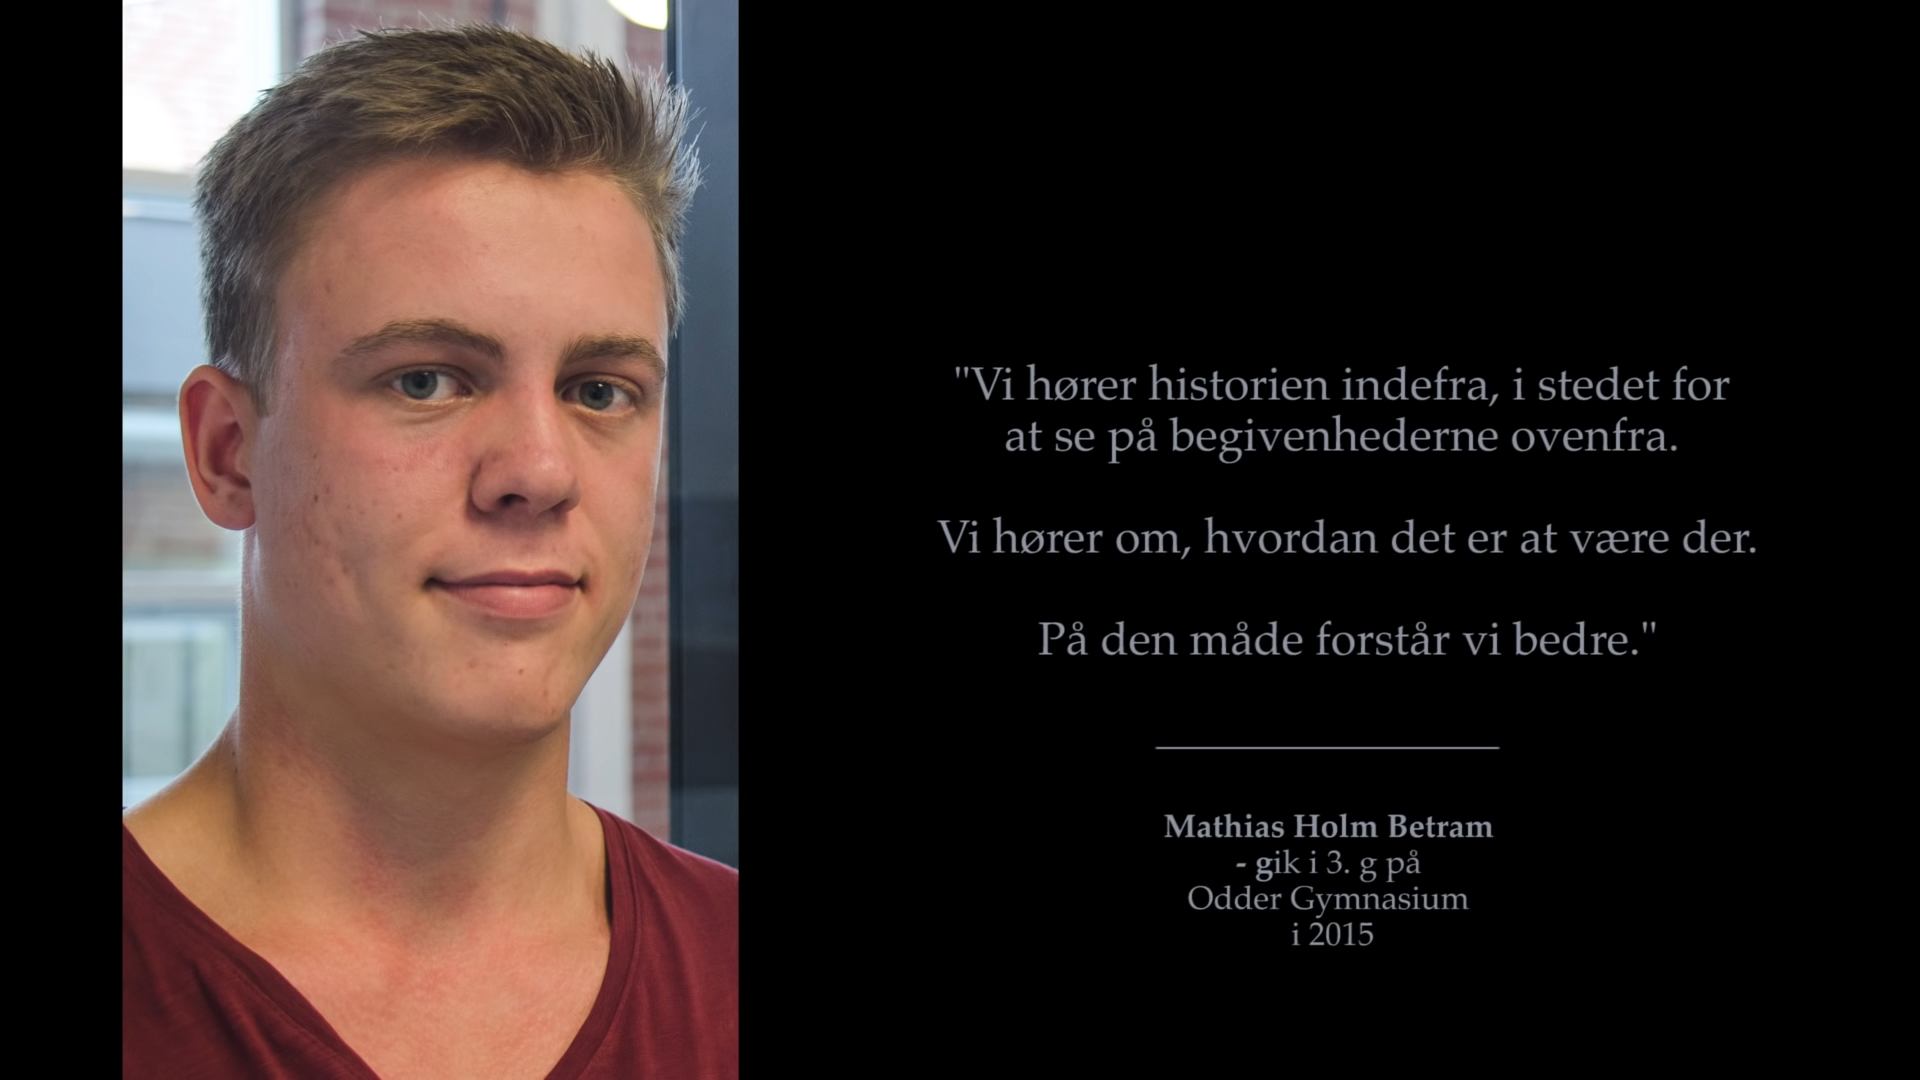 "Vi hører historien indefra, i stedet for
at se på begivenhederne ovenfra.
Vi hører om, hvordan det er at være der.
På den måde forstår vi bedre."
Mathias Holm Betram
- gik i 3. g på
Odder Gymnasium
i 2015